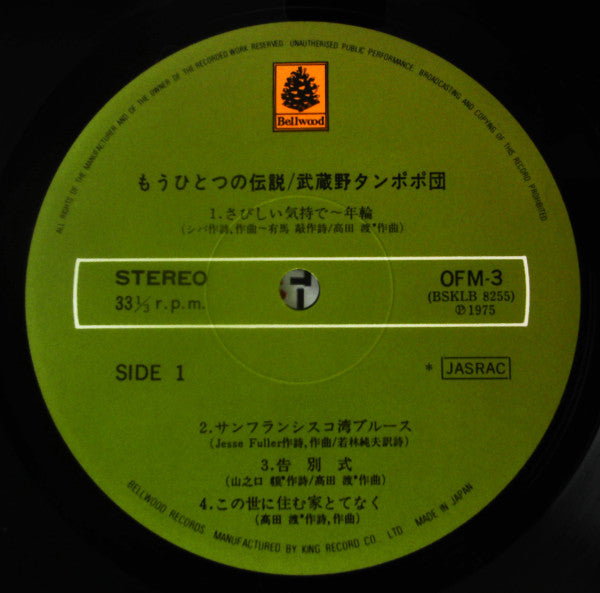 ALL RIGHTS OF THE MANUFACTURER AND OF THE OWNER OF THE RECORDED WORK RESERVED. UNAUTHORISED PUBLIC PERFORMANCE. BROADCASTING AND COPYING OF THIS RECORD PROHIBITED
Bellwood
もうひとつの伝説/武蔵野タンポポ団
1.さびしい気持で〜年輪
(シバ作詩,作曲〜有馬 敲作詩/高田 渡*作曲)
STEREO
33⅓ r.p.m.
OFM-3
(BSKLB 8255)
Ⓟ1975
SIDE 1
* JASRAC
2.サンフランシスコ湾ブルース
(Jesse Fuller作詩,作曲/若林純夫訳詩)
3.告別式
(山之口 貘*作詩/高田 渡*作曲)
4.この世に住む家とてなく
(高田 渡*作詩,作曲)
BELLWOOD RECORDS. MANUFACTURED BY KING RECORD CO., LTD. MADE IN JAPAN